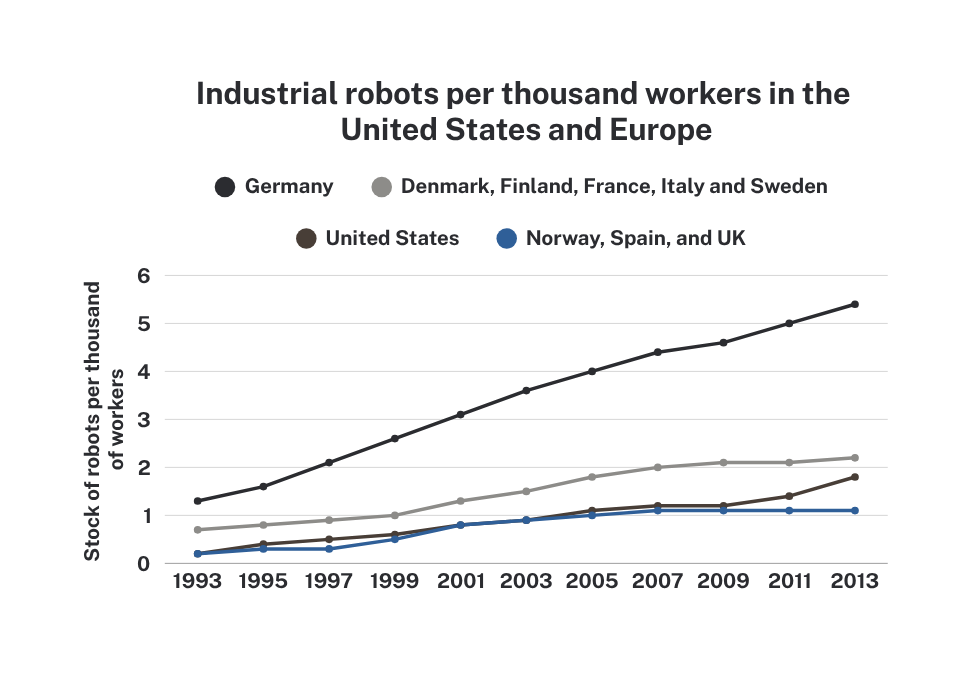 Industrial robots per thousand workers in the
United States and Europe
Germany
Denmark, Finland, France, Italy and Sweden
United States
Norway, Spain, and UK
Stock of robots per thousand
of workers
6
5
4
3
2
1
0
1993 1995 1997 1999 2001 2003 2005 2007 2009 2011 2013